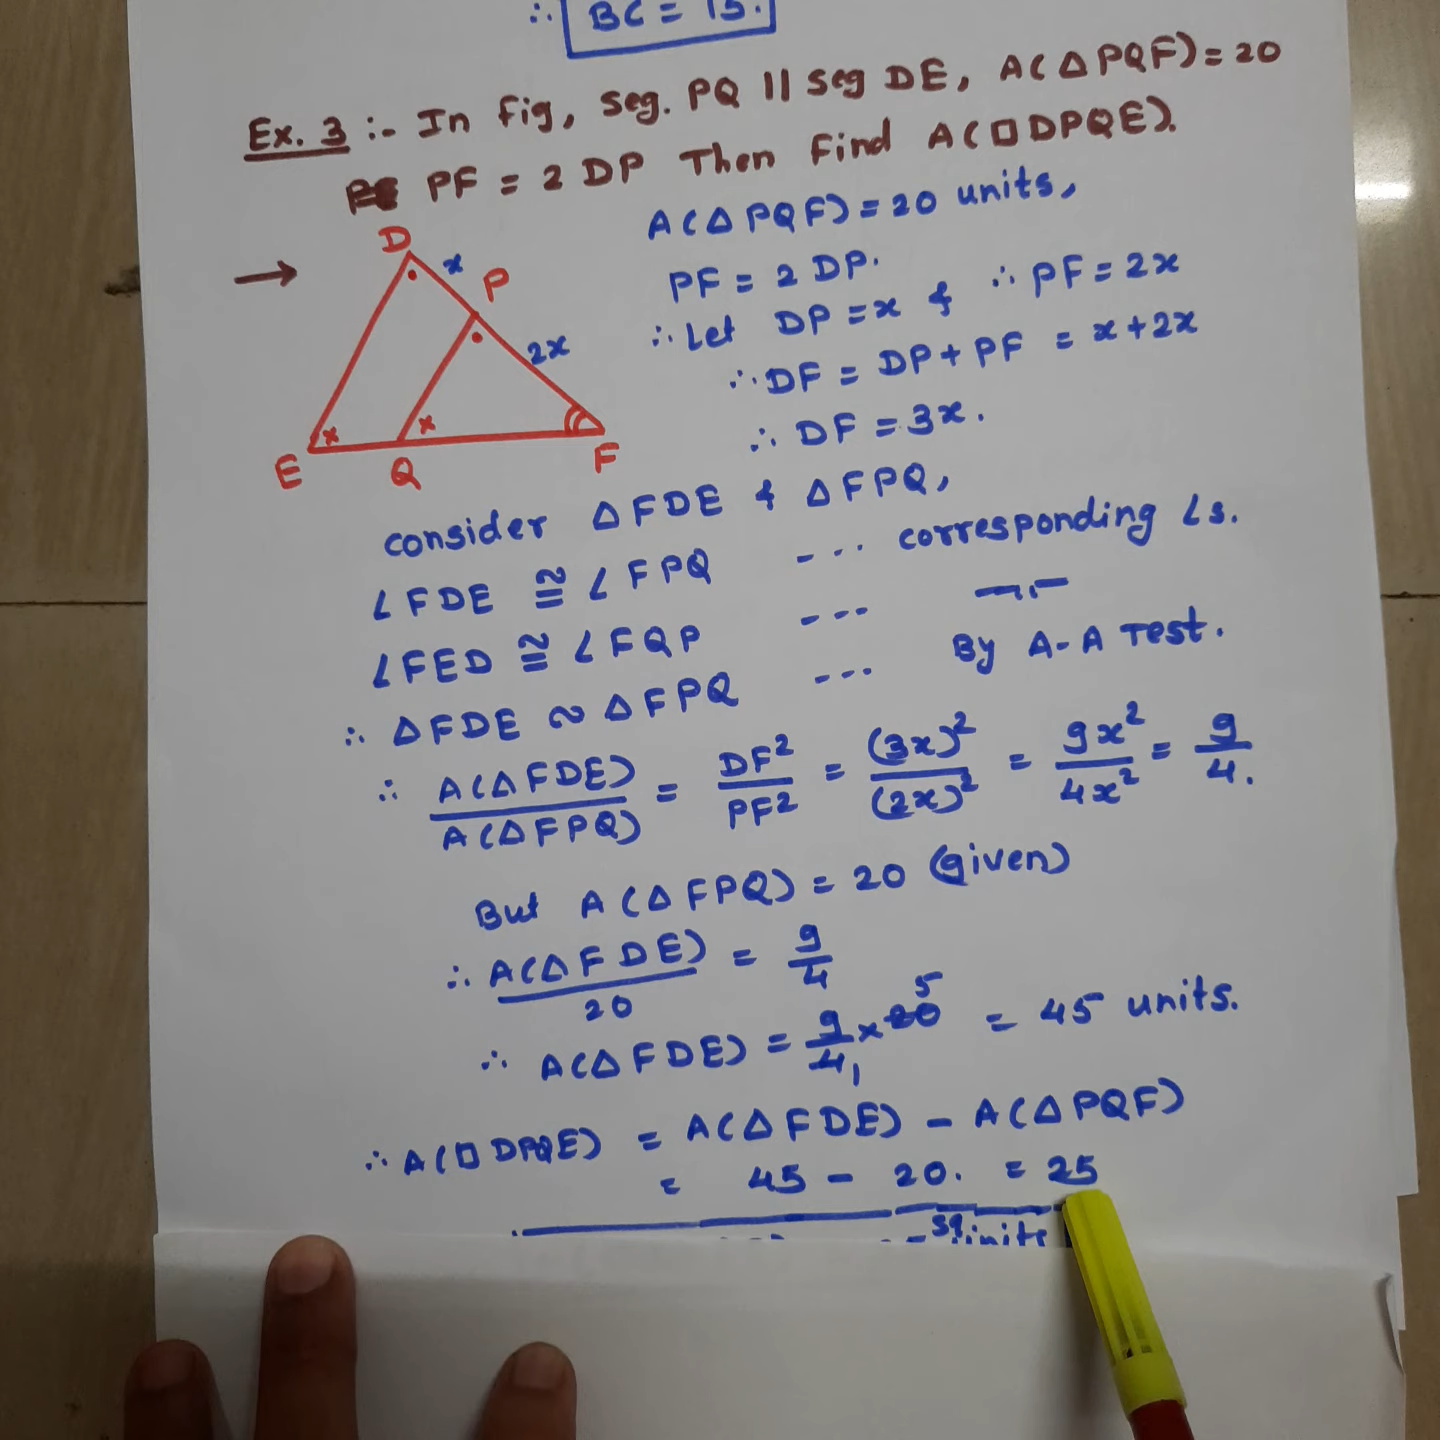 ∴ BC = 15.
Ex. 3 :- In fig, seg. PQ || seg DE, A(△PQF) = 20
PF = 2 DP Then Find A(□DPQE).
→
D
x
P
2x
E
x
Q
x
F
A(△PQF) = 20 units,
PF = 2 DP.
∴ Let DP = x & ∴ PF = 2x
∴ DF = DP + PF = x + 2x
∴ DF = 3x.
consider △FDE & △FPQ,
∠FDE ≅ ∠FPQ --- corresponding ∠s.
∠FED ≅ ∠FQP --- —〃—
∴ △FDE ~ △FPQ --- By A-A Test.
∴ A(△FDE)/A(△FPQ) = DF²/PF² = (3x)²/(2x)² = 9x²/4x² = 9/4.
But A(△FPQ) = 20 (given)
∴ A(△FDE)/20 = 9/4
∴ A(△FDE) = 9/4 1 × 20 5 = 45 units.
∴ A(□DPQE) = A(△FDE) - A(△PQF)
= 45 - 20. = 25
sq.